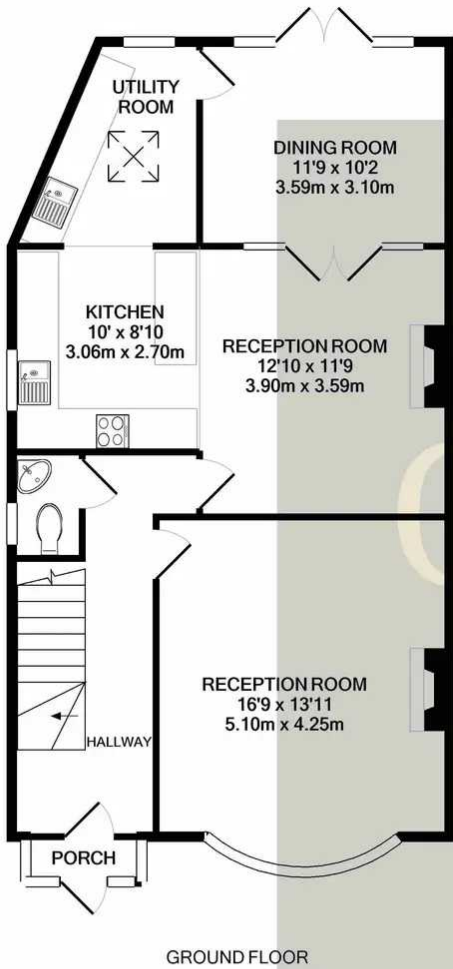 UTILITY
ROOM
DINING ROOM
11'9 x 10'2
3.59m x 3.10m
KITCHEN
10' x 8'10
3.06m x 2.70m
RECEPTION ROOM
12'10 x 11'9
3.90m x 3.59m
RECEPTION ROOM
16'9 x 13'11
5.10m x 4.25m
HALLWAY
PORCH
GROUND FLOOR